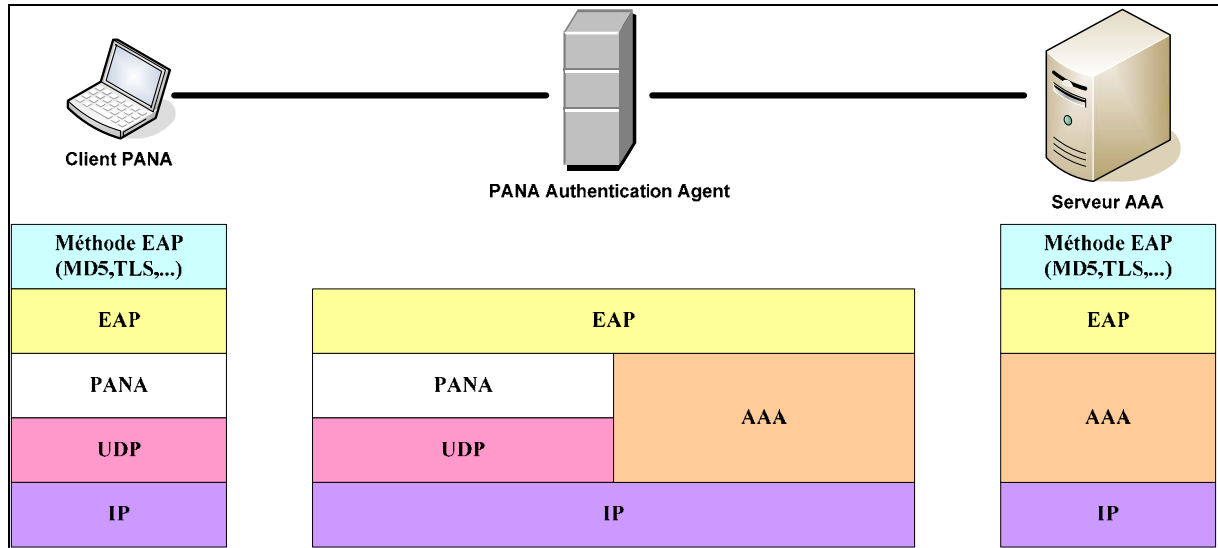 Client PANA
PANA Authentication Agent
Serveur AAA
Méthode EAP
(MD5,TLS,...)
EAP
PANA
UDP
IP
EAP
PANA
UDP
AAA
IP
Méthode EAP
(MD5,TLS,...)
EAP
AAA
IP